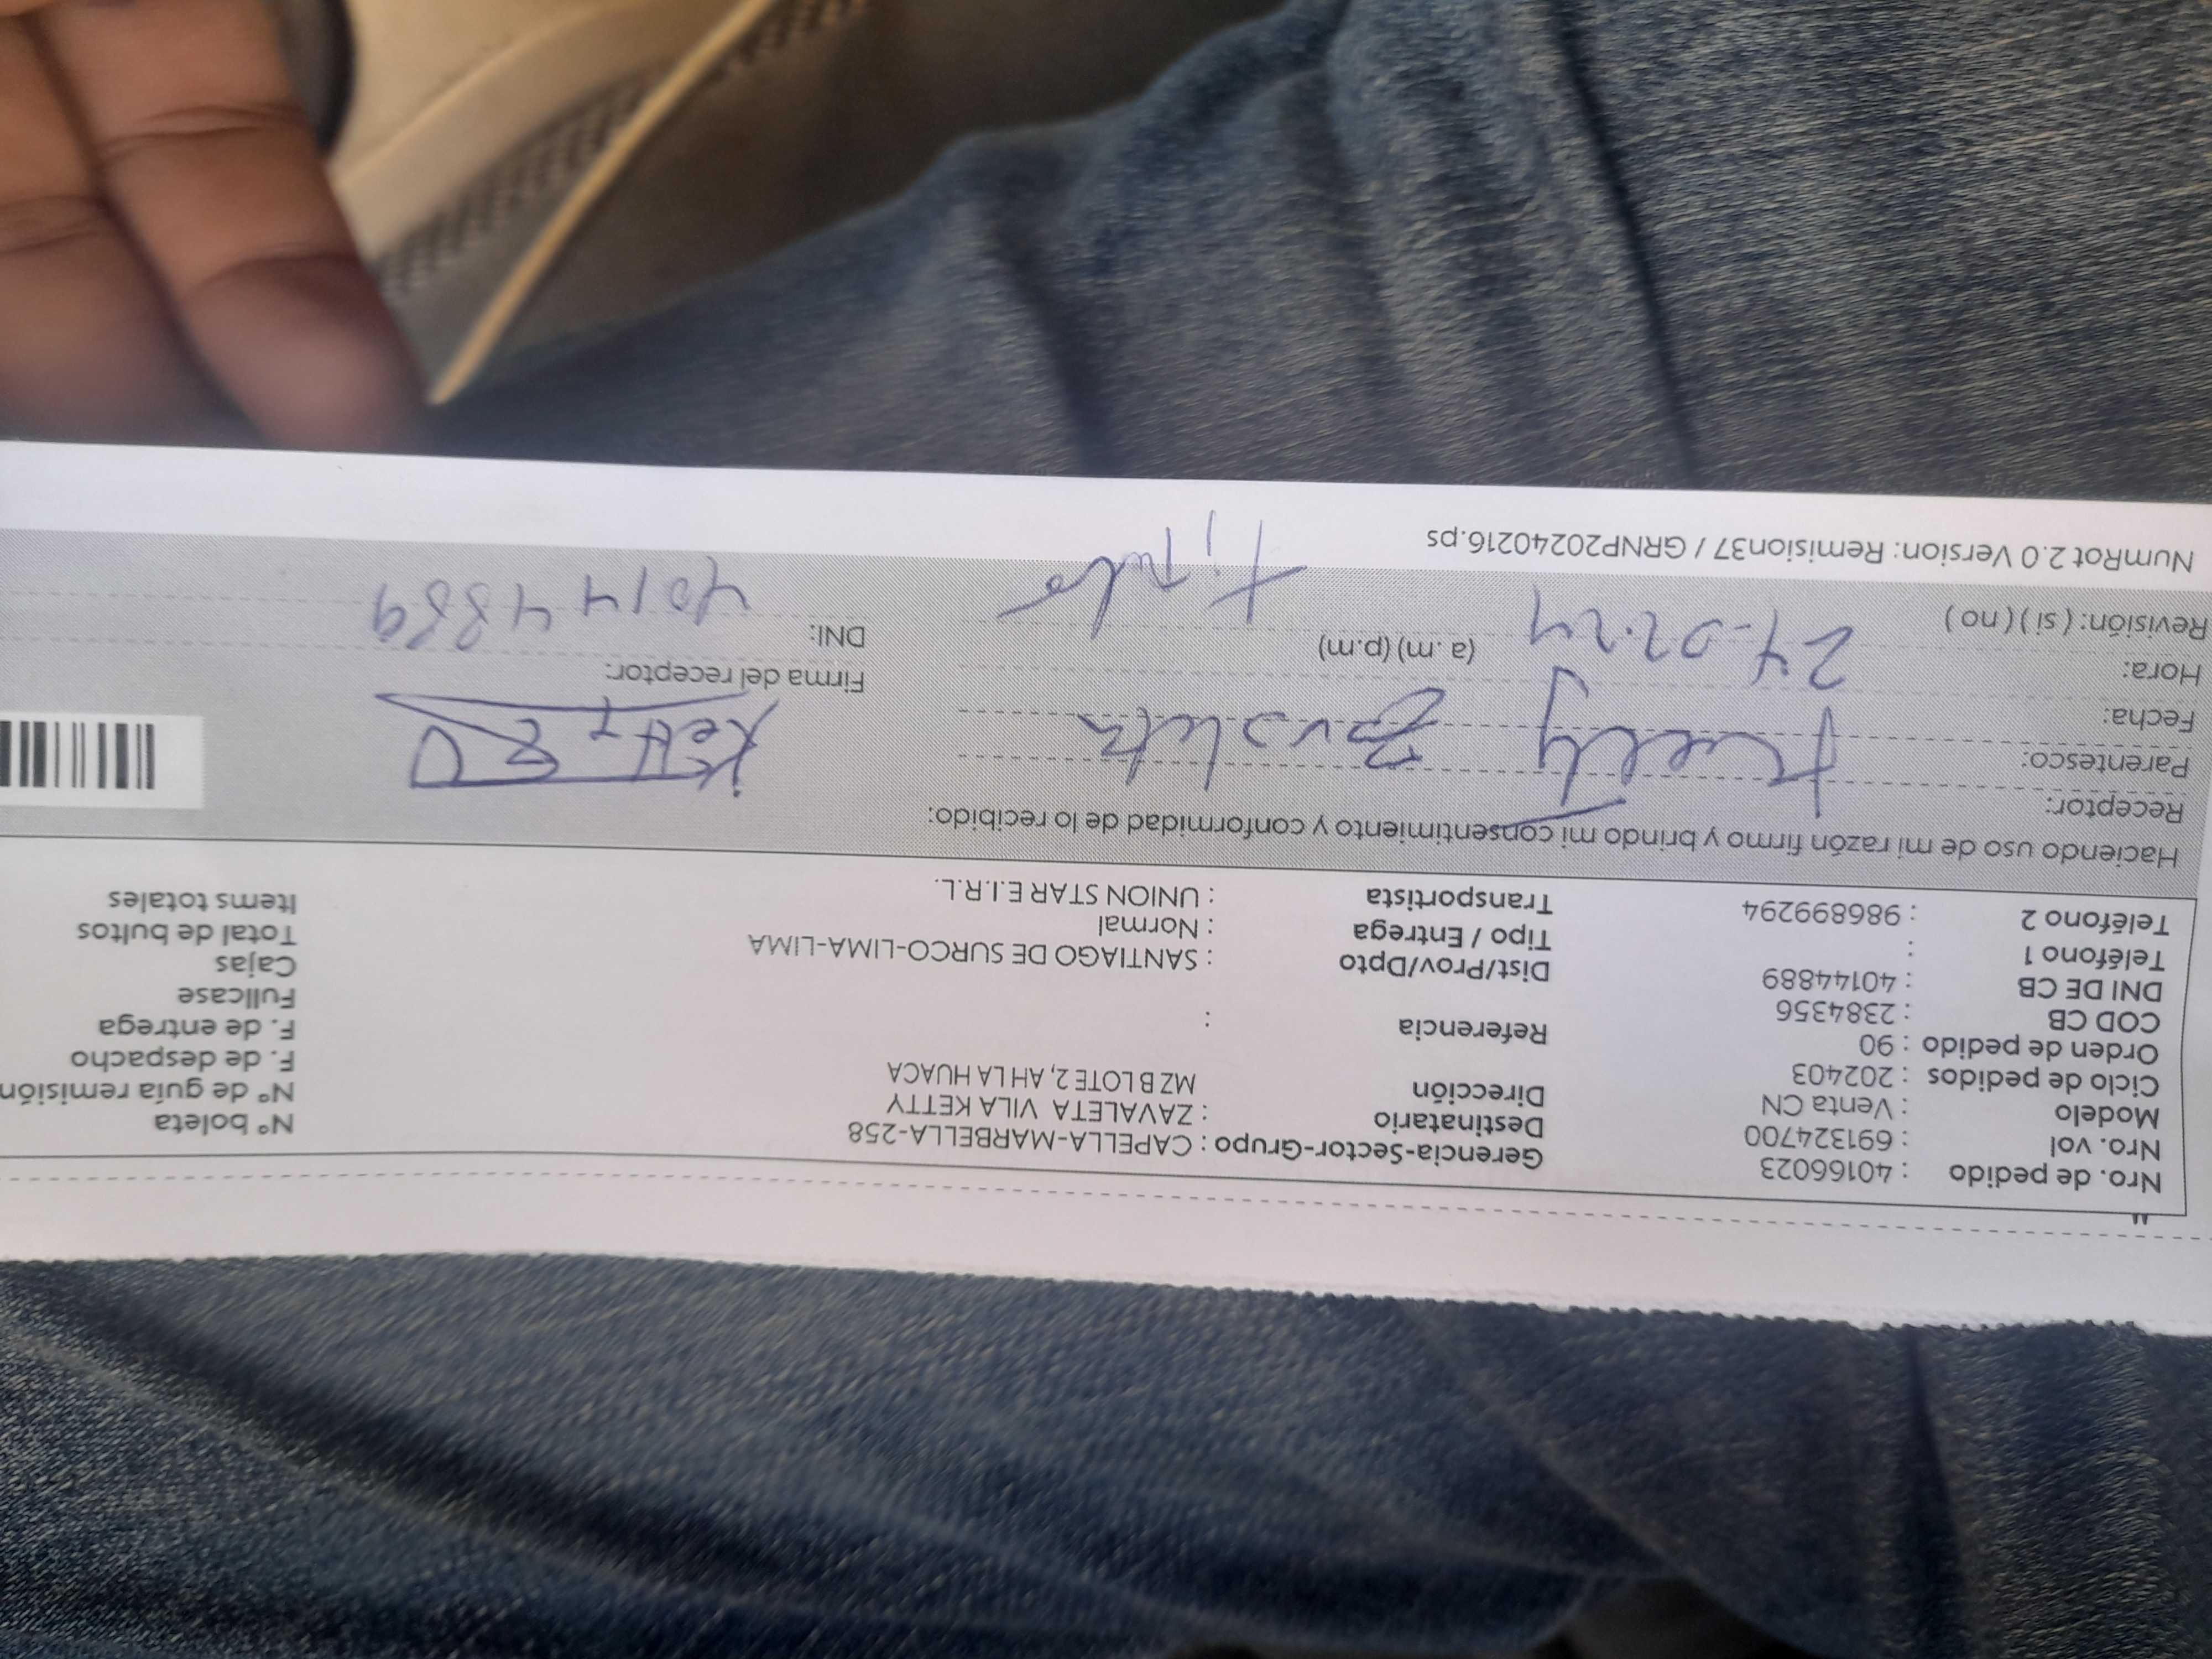 Nro. de pedido : 40166023 Gerencia-Sector-Grupo : CAPELLA-MARBELLA-258 N° boleta
Nro. vol : 691324700 Destinatario : ZAVALETA VILA KETTY N° de guía remisión
Modelo : Venta CN Dirección MZ B LOTE 2, AH LA HUACA F. de despacho
Ciclo de pedidos : 202403 F. de entrega
Orden de pedido : 90 Referencia : Fullcase
COD CB : 2384356 Cajas
DNI DE CB : 40144889 Dist/Prov/Dpto : SANTIAGO DE SURCO-LIMA-LIMA Total de bultos
Teléfono 1 : Tipo / Entrega : Normal Items totales
Teléfono 2 : 986899294 Transportista : UNION STAR E.I.R.L.
Haciendo uso de mi razón firmo y brindo mi consentimiento y conformidad de lo recibido:
Receptor:
Parentesco: Zavaleta Ketty Z V
Fecha: Firma del receptor:
Hora: (a.m) (p.m) DNI:
Revisión: ( si ) ( no ) 24-02-24 40144889
NumRot 2.0 Version: Remision37 / GRNP20240216.ps